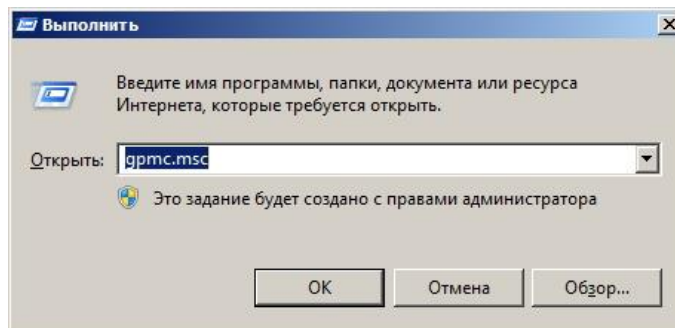 Выполнить
Введите имя программы, папки, документа или ресурса
Интернета, которые требуется открыть.
Открыть: gpmc.msc
Это задание будет создано с правами администратора
ОК Отмена Обзор...